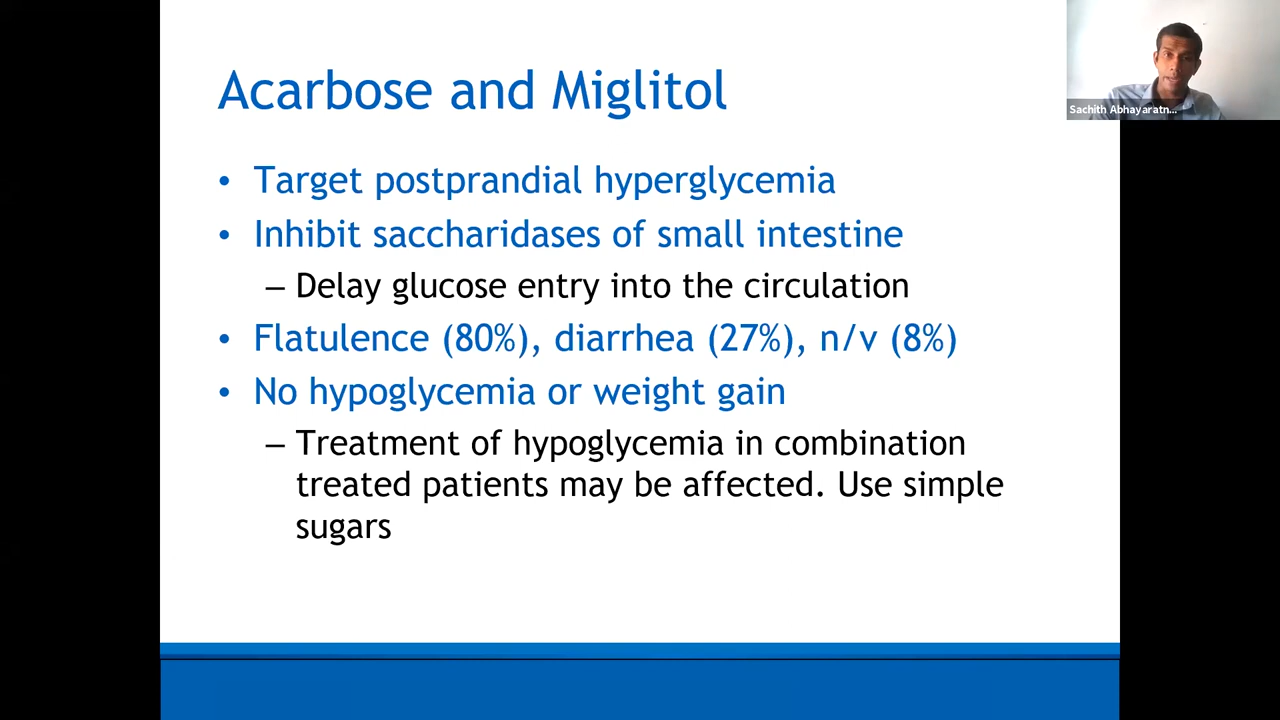 Acarbose and Miglitol
Sachith Abhayaratn...
• Target postprandial hyperglycemia
• Inhibit saccharidases of small intestine
– Delay glucose entry into the circulation
• Flatulence (80%), diarrhea (27%), n/v (8%)
• No hypoglycemia or weight gain
– Treatment of hypoglycemia in combination
treated patients may be affected. Use simple
sugars